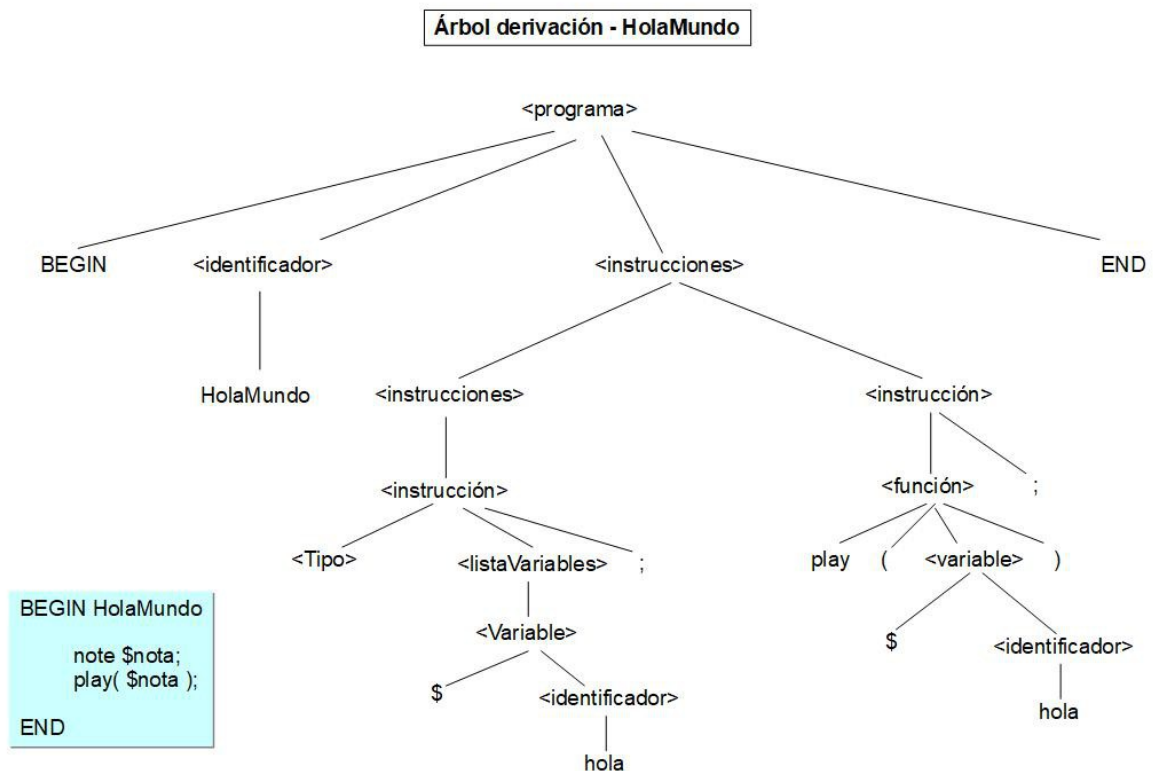 Árbol derivación - HolaMundo
<programa>
BEGIN <identificador> <instrucciones> END
HolaMundo <instrucciones> <instrucción>
<instrucción> <función> ;
<Tipo> <listaVariables> ; play ( <variable> )
<Variable> $ <identificador>
$ <identificador> hola
hola
BEGIN HolaMundo
note $nota;
play( $nota );
END